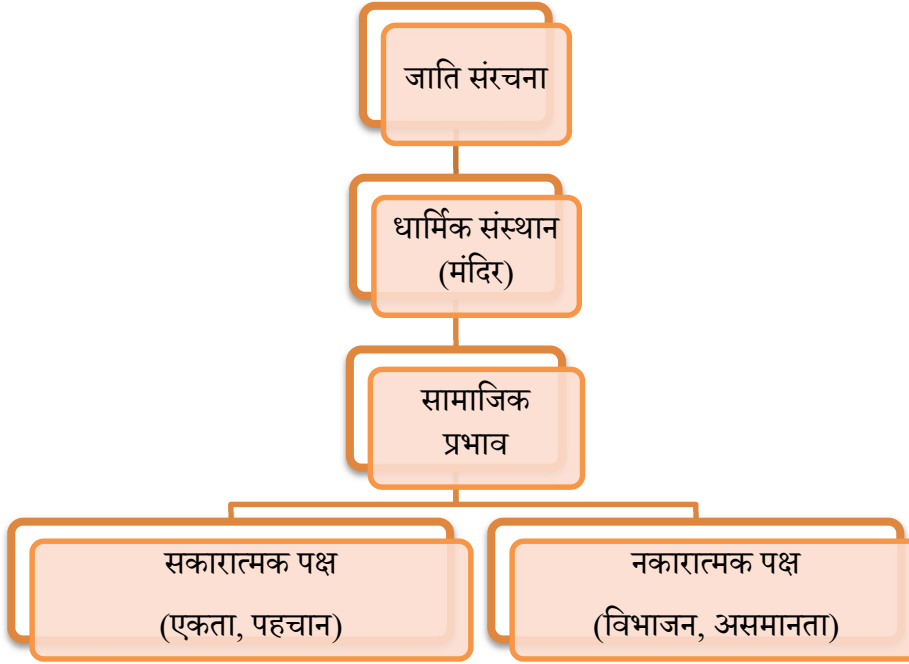 जाति संरचना
धार्मिक संस्थान
(मंदिर)
सामाजिक
प्रभाव
सकारात्मक पक्ष
(एकता, पहचान)
नकारात्मक पक्ष
(विभाजन, असमानता)